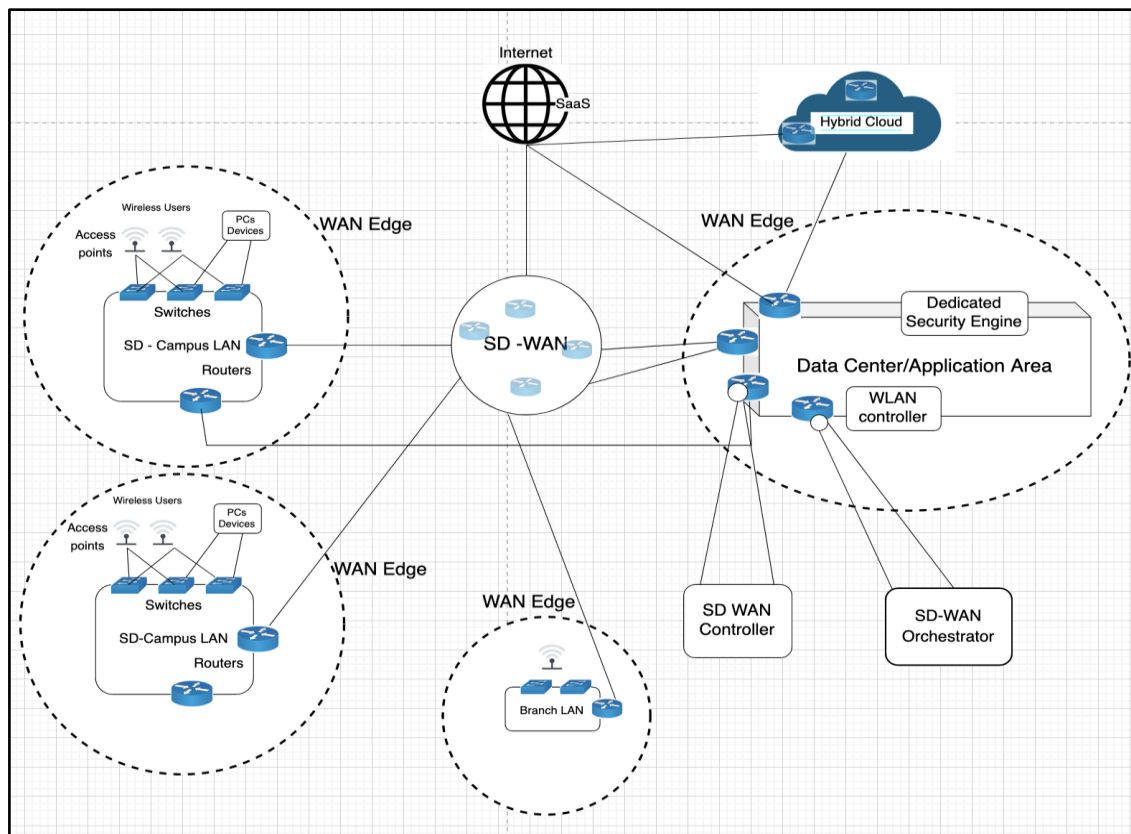 Internet
SaaS
Hybrid Cloud
WAN Edge
Wireless Users
PCs
Devices
Access
points
Switches
SD - Campus LAN
Routers
WAN Edge
Dedicated
Security Engine
SD -WAN
Data Center/Application Area
WLAN
controller
Wireless Users
PCs
Devices
Access
points
WAN Edge
Switches
SD-Campus LAN
Routers
WAN Edge
Branch LAN
SD WAN
Controller
SD-WAN
Orchestrator